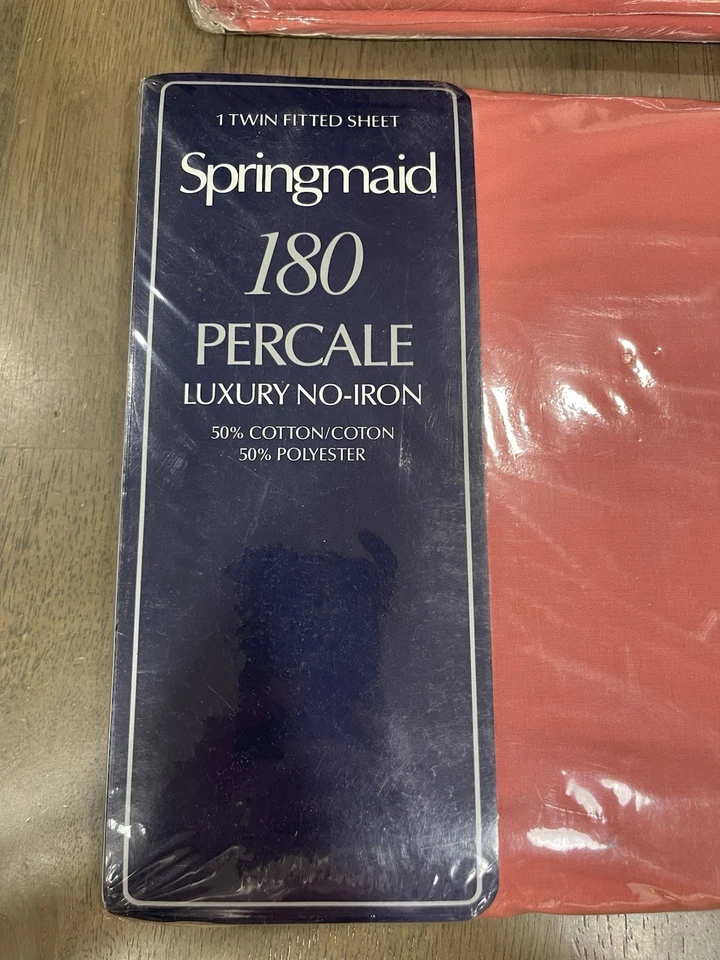 1 TWIN FITTED SHEET
Springmaid
180
PERCALE
LUXURY NO-IRON
50% COTTON/COTON
50% POLYESTER